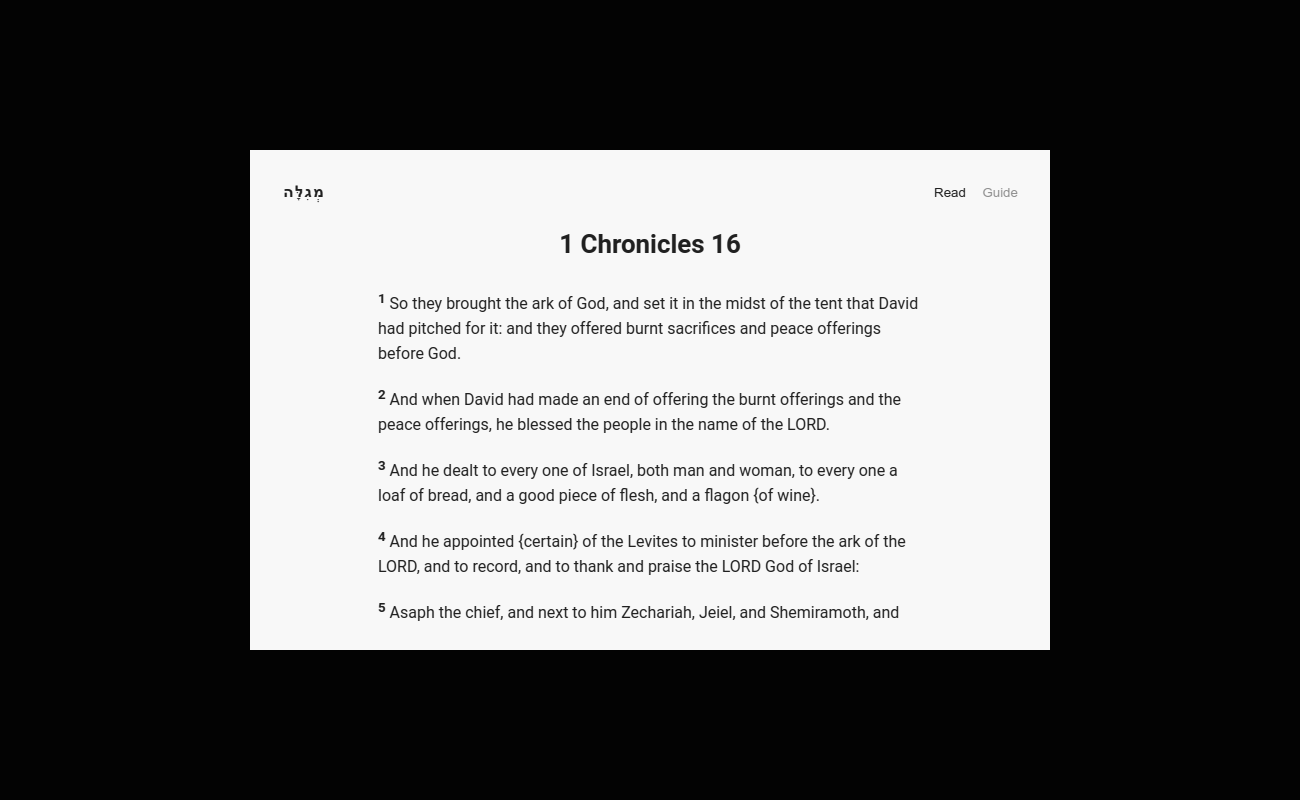 מְגִלָּה
Read Guide
1 Chronicles 16
1 So they brought the ark of God, and set it in the midst of the tent that David
had pitched for it: and they offered burnt sacrifices and peace offerings
before God.
2 And when David had made an end of offering the burnt offerings and the
peace offerings, he blessed the people in the name of the LORD.
3 And he dealt to every one of Israel, both man and woman, to every one a
loaf of bread, and a good piece of flesh, and a flagon {of wine}.
4 And he appointed {certain} of the Levites to minister before the ark of the
LORD, and to record, and to thank and praise the LORD God of Israel:
5 Asaph the chief, and next to him Zechariah, Jeiel, and Shemiramoth, and